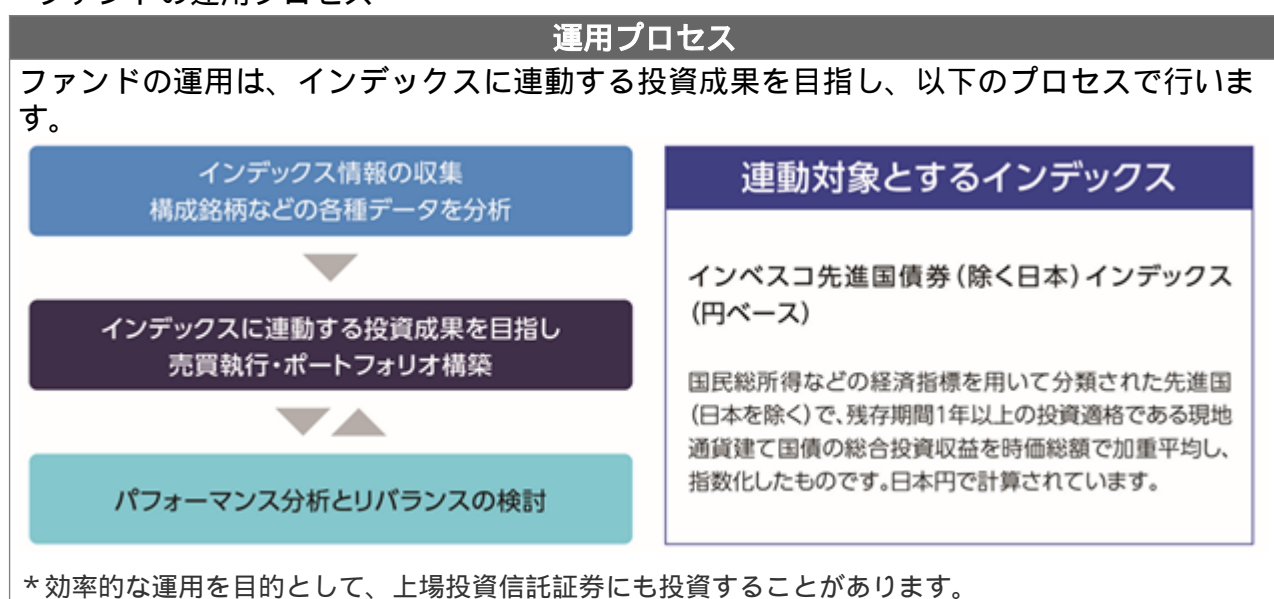 ファンドの運用プロセス
運用プロセス
ファンドの運用は、インデックスに連動する投資成果を目指し、以下のプロセスで行いま
す。
インデックス情報の収集
構成銘柄などの各種データを分析
インデックスに連動する投資成果を目指し
売買執行・ポートフォリオ構築
パフォーマンス分析とリバランスの検討
連動対象とするインデックス
インベスコ先進国債券(除く日本)インデックス
(円ベース)
国民総所得などの経済指標を用いて分類された先進国
(日本を除く)で、残存期間1年以上の投資適格である現地
通貨建て国債の総合投資収益を時価総額で加重平均し、
指数化したものです。日本円で計算されています。
*効率的な運用を目的として、上場投資信託証券にも投資することがあります。